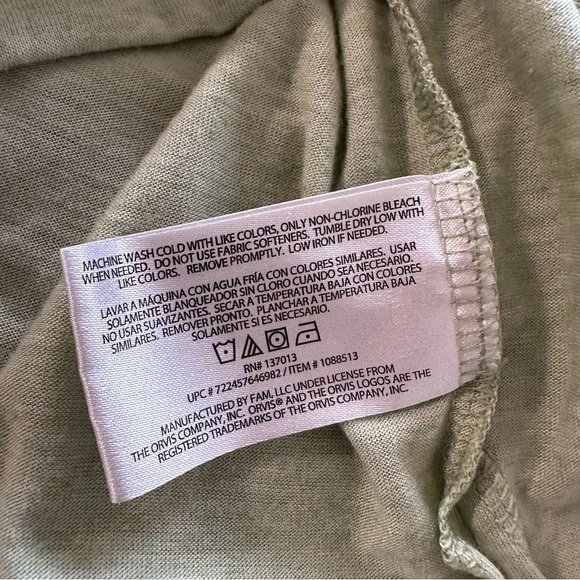 MACHINE WASH COLD WITH LIKE COLORS, ONLY NON-CHLORINE BLEACH
WHEN NEEDED. DO NOT USE FABRIC SOFTENERS. TUMBLE DRY LOW WITH
LIKE COLORS. REMOVE PROMPTLY. LOW IRON IF NEEDED.
LAVAR A MÁQUINA CON AGUA FRÍA CON COLORES SIMILARES. USAR
SOLAMENTE BLANQUEADOR SIN CLORO CUANDO SEA NECESARIO.
NO USAR SUAVIZANTES. SECAR A TEMPERATURA BAJA CON COLORES
SIMILARES. REMOVER PRONTO. PLANCHAR A TEMPERATURA BAJA
SOLAMENTE SI ES NECESARIO.
RN# 137013
UPC # 722457646982 / ITEM # 1088513
MANUFACTURED BY FAM, LLC UNDER LICENSE FROM
THE ORVIS COMPANY, INC. ORVIS® AND THE ORVIS LOGOS ARE THE
REGISTERED TRADEMARKS OF THE ORVIS COMPANY, INC.